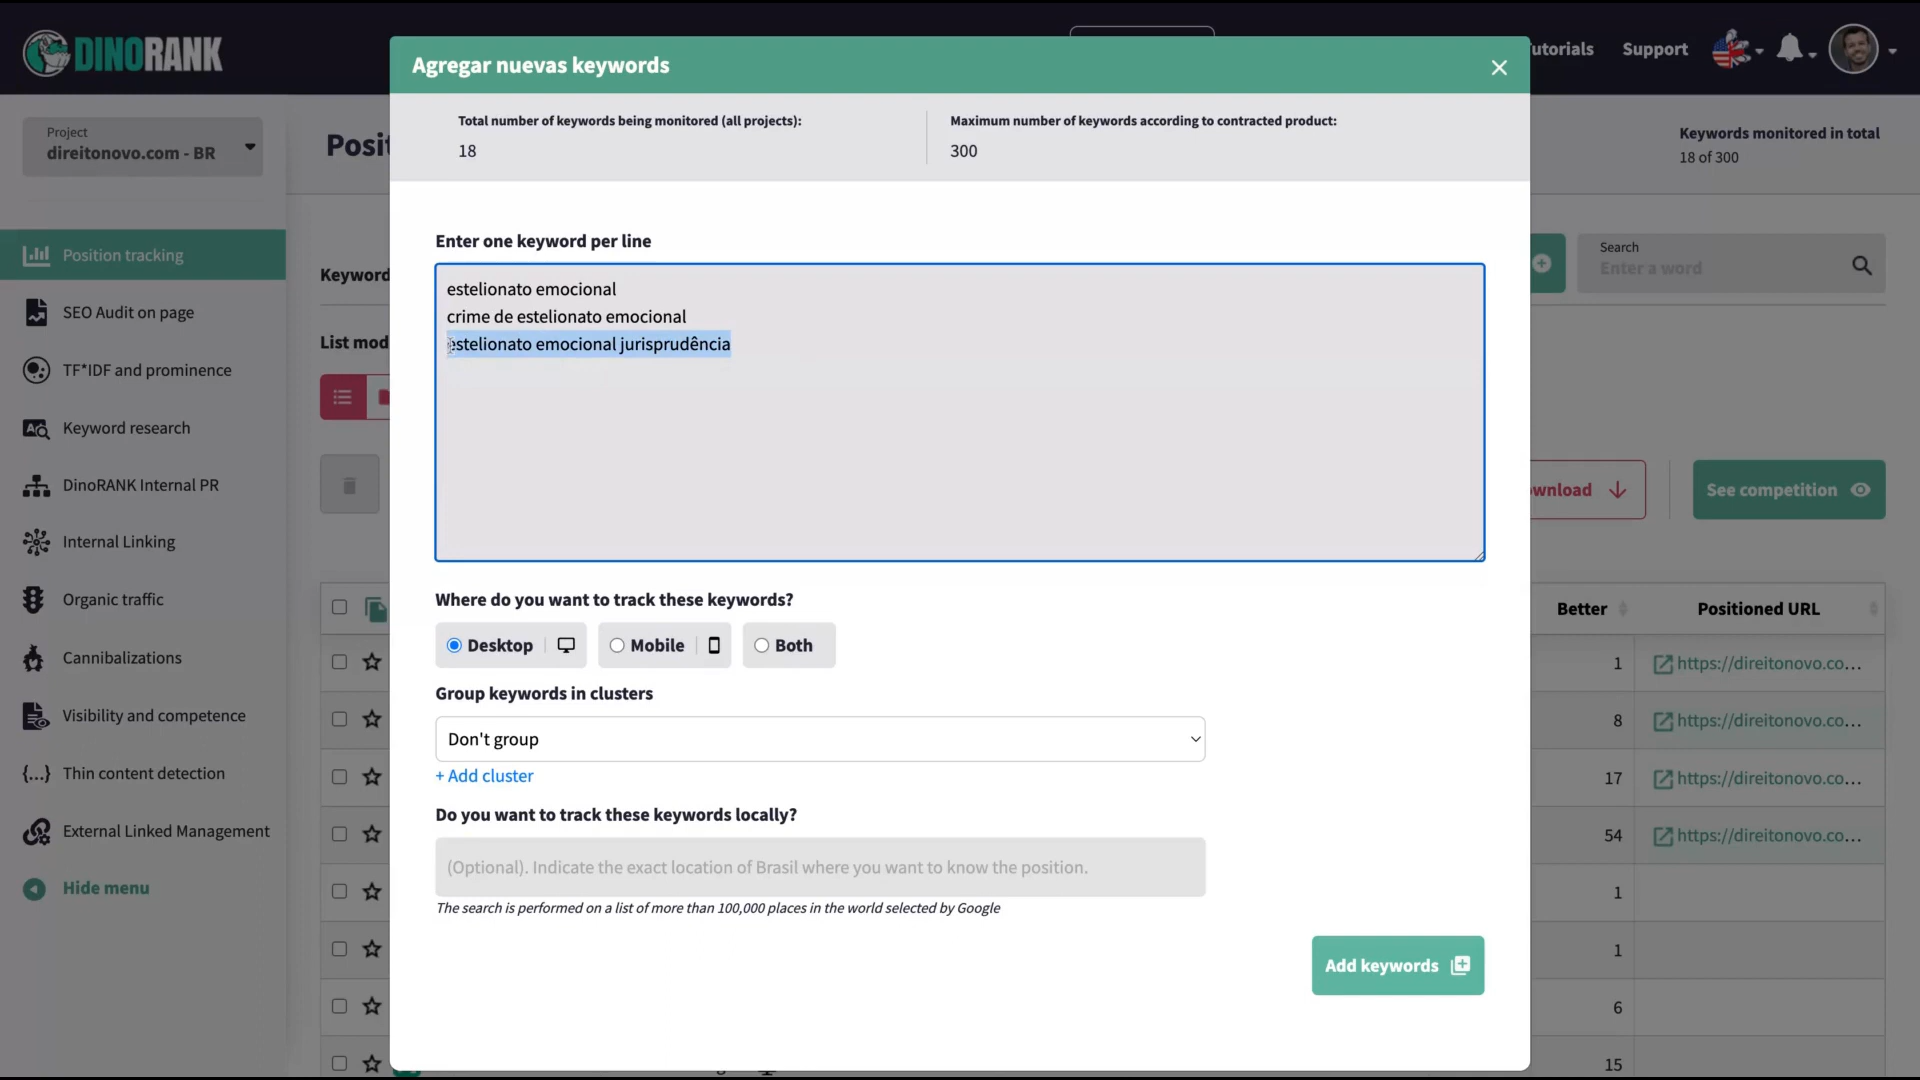 DINORANK
Tutorials
Support
Project
direitonovo.com - BR
Position tracking
SEO Audit on page
TF*IDF and prominence
Keyword research
DinoRANK Internal PR
Internal Linking
Organic traffic
Cannibalizations
Visibility and competence
Thin content detection
External Linked Management
Hide menu
Posit
Keyword
List mod
Agregar nuevas keywords
Total number of keywords being monitored (all projects):
18
Maximum number of keywords according to contracted product:
300
Enter one keyword per line
estelionato emocional
crime de estelionato emocional
estelionato emocional jurisprudência
Where do you want to track these keywords?
Desktop
Mobile
Both
Group keywords in clusters
Don't group
+ Add cluster
Do you want to track these keywords locally?
(Optional). Indicate the exact location of Brasil where you want to know the position.
The search is performed on a list of more than 100,000 places in the world selected by Google
Add keywords
Keywords monitored in total
18 of 300
Search
Enter a word
wnload
See competition
Better
Positioned URL
1
https://direitonovo.co...
8
https://direitonovo.co...
17
https://direitonovo.co...
54
https://direitonovo.co...
1
1
6
15